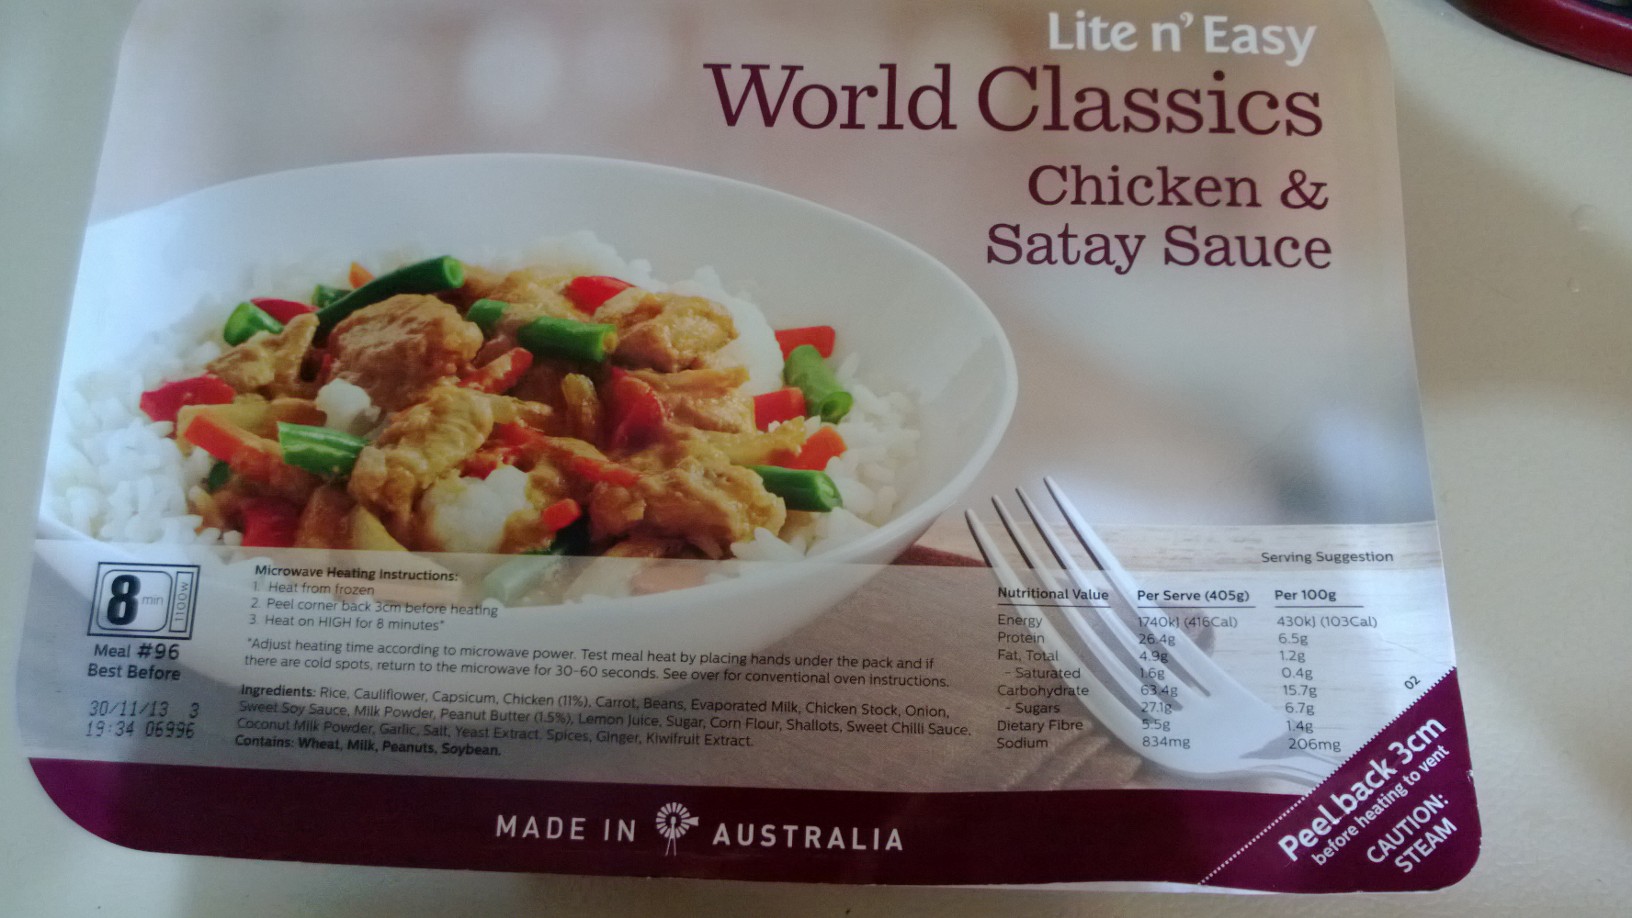 Lite n' Easy
World Classics
Chicken &
Satay Sauce
Serving Suggestion
8 min 1100W
Meal #96
Best Before
30/11/13 3
19:34 06996
Microwave Heating Instructions:
1. Heat from frozen
2. Peel corner back 3cm before heating
3. Heat on HIGH for 8 minutes*
*Adjust heating time according to microwave power. Test meal heat by placing hands under the pack and if
there are cold spots, return to the microwave for 30-60 seconds. See over for conventional oven instructions.
Ingredients: Rice, Cauliflower, Capsicum, Chicken (11%), Carrot, Beans, Evaporated Milk, Chicken Stock, Onion,
Sweet Soy Sauce, Milk Powder, Peanut Butter (1.5%), Lemon Juice, Sugar, Corn Flour, Shallots, Sweet Chilli Sauce,
Coconut Milk Powder, Garlic, Salt, Yeast Extract, Spices, Ginger, Kiwifruit Extract.
Contains: Wheat, Milk, Peanuts, Soybean.
Nutritional Value Per Serve (405g) Per 100g
Energy 1740kJ (416Cal) 430kJ (103Cal)
Protein 26.4g 6.5g
Fat, Total 4.9g 1.2g
- Saturated 1.6g 0.4g
Carbohydrate 63.4g 15.7g
- Sugars 27.1g 6.7g
Dietary Fibre 5.5g 1.4g
Sodium 834mg 206mg
02
Peel back 3cm
before heating to vent
CAUTION:
STEAM
MADE IN AUSTRALIA